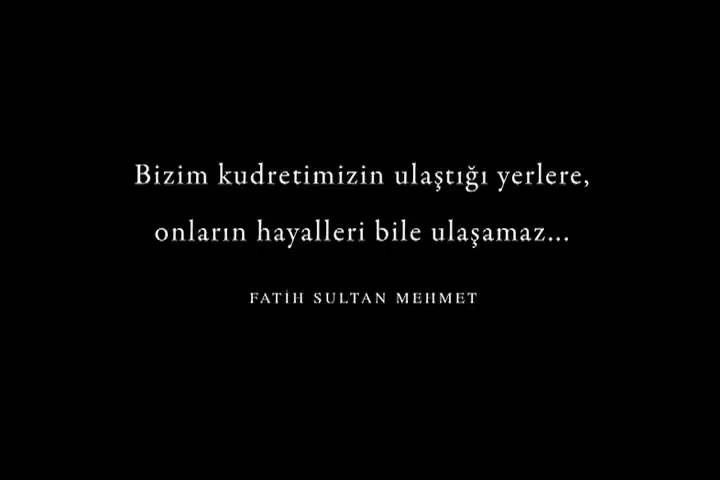 Bizim kudretimizin ulaştığı yerlere,
onların hayalleri bile ulaşamaz...
FATİH SULTAN MEHMET